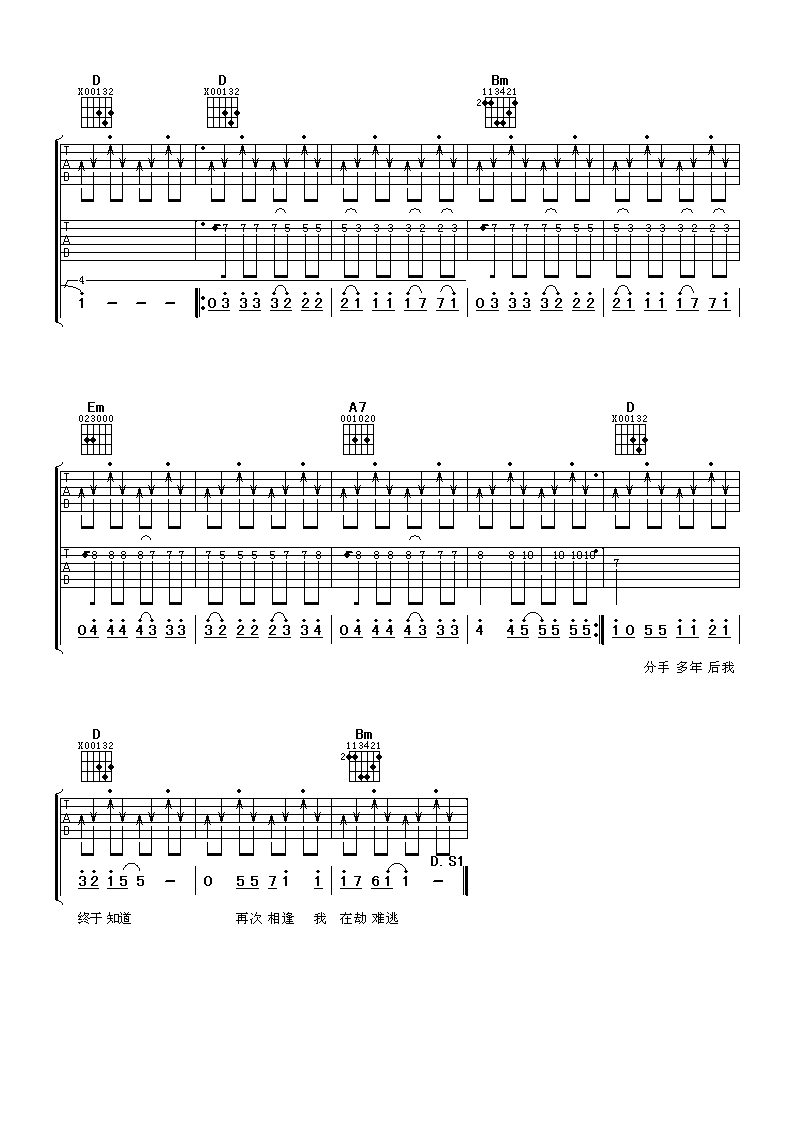 D D Bm
X00132 X00132 113421
2
T A B
T A B
7 7 7 7 5 5 5 5 3 3 3 3 2 2 3 7 7 7 7 5 5 5 5 3 3 3 3 2 2 3
4
1 - - - 0 3 3 3 3 2 2 2 2 1 1 1 1 7 7 1 0 3 3 3 3 2 2 2 2 1 1 1 1 7 7 1
Em A7 D
023000 001020 X00132
T A B
T A B
8 8 8 8 7 7 7 7 5 5 5 5 7 7 8 8 8 8 8 7 7 7 8 8 10 10 10 10 7
0 4 4 4 4 3 3 3 3 2 2 2 2 3 3 4 0 4 4 4 4 3 3 3 4 4 5 5 5 5 5 1 0 5 5 1 1 2 1
分手 多年 后我
D Bm
X00132 113421
2
T A B
D. S1
3 2 1 5 5 - 0 5 5 7 1 1 1 7 6 1 1 -
终于 知道 再次 相逢 我 在劫 难逃